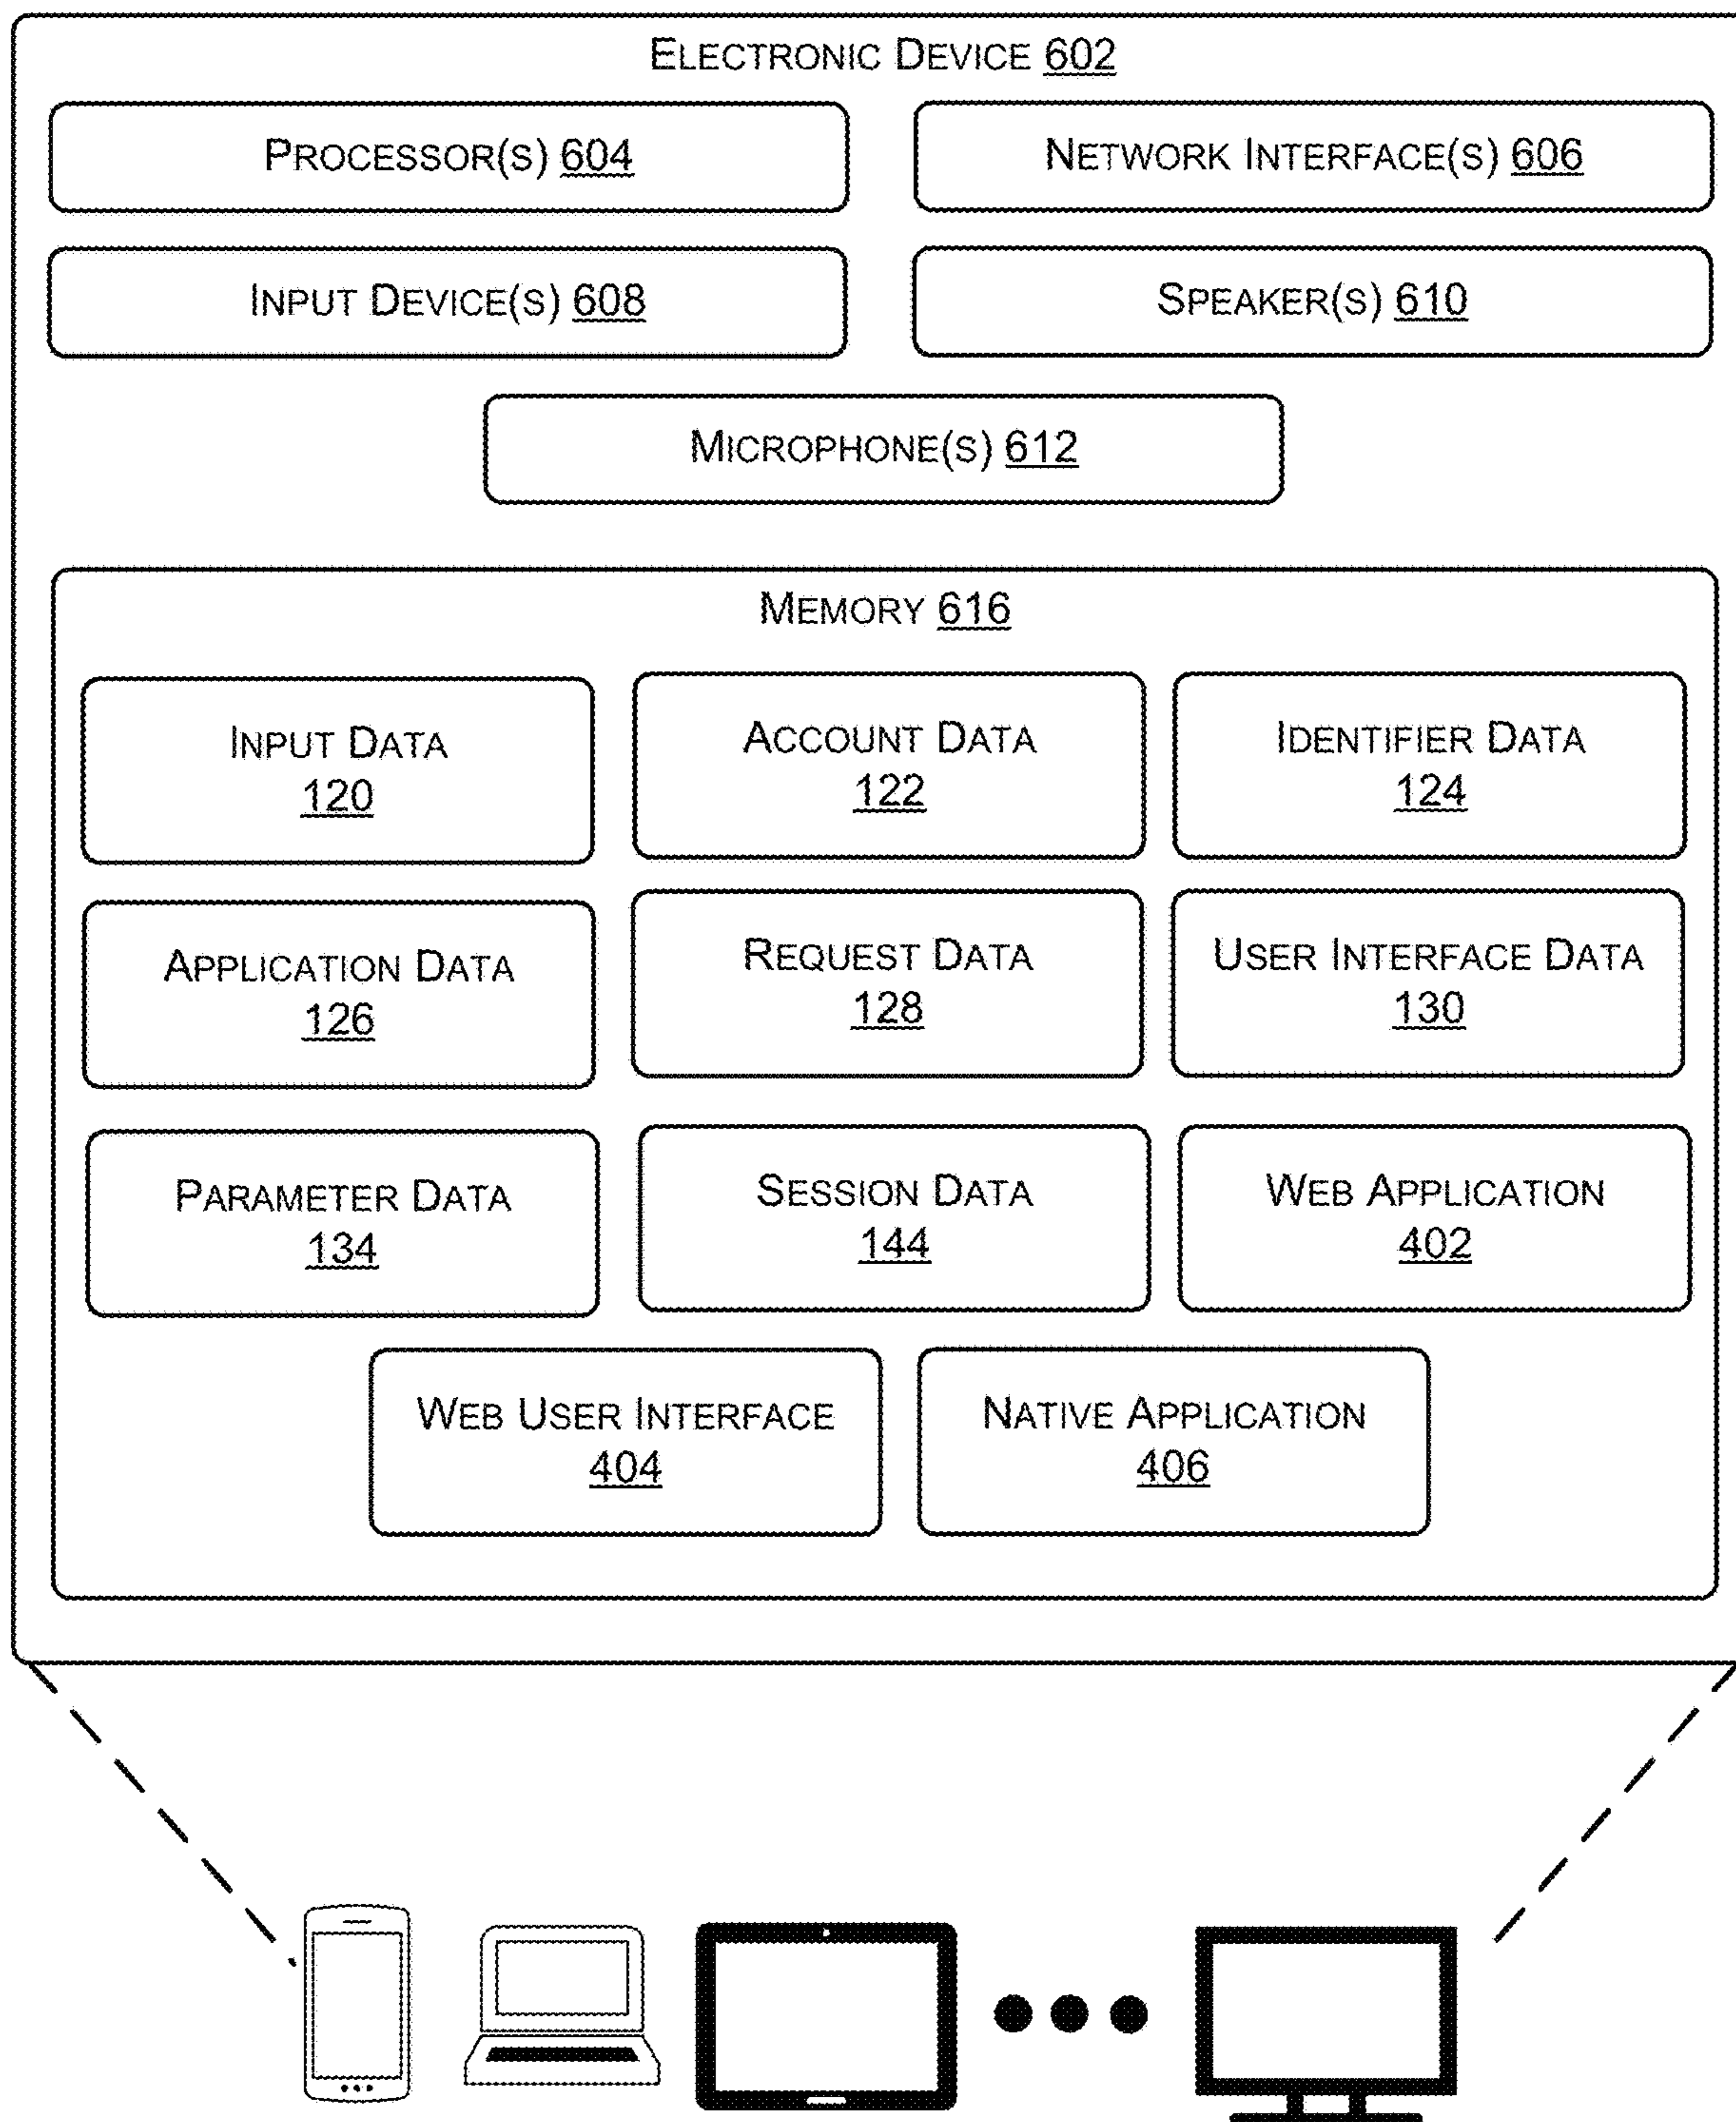 ELECTRONIC DEVICE 602
PROCESSOR(S) 604
NETWORK INTERFACE(S) 606
INPUT DEVICE(S) 608
SPEAKER(S) 610
MICROPHONE(S) 612
MEMORY 616
INPUT DATA
120
ACCOUNT DATA
122
IDENTIFIER DATA
124
APPLICATION DATA
126
REQUEST DATA
128
USER INTERFACE DATA
130
PARAMETER DATA
134
SESSION DATA
144
WEB APPLICATION
402
WEB USER INTERFACE
404
NATIVE APPLICATION
406